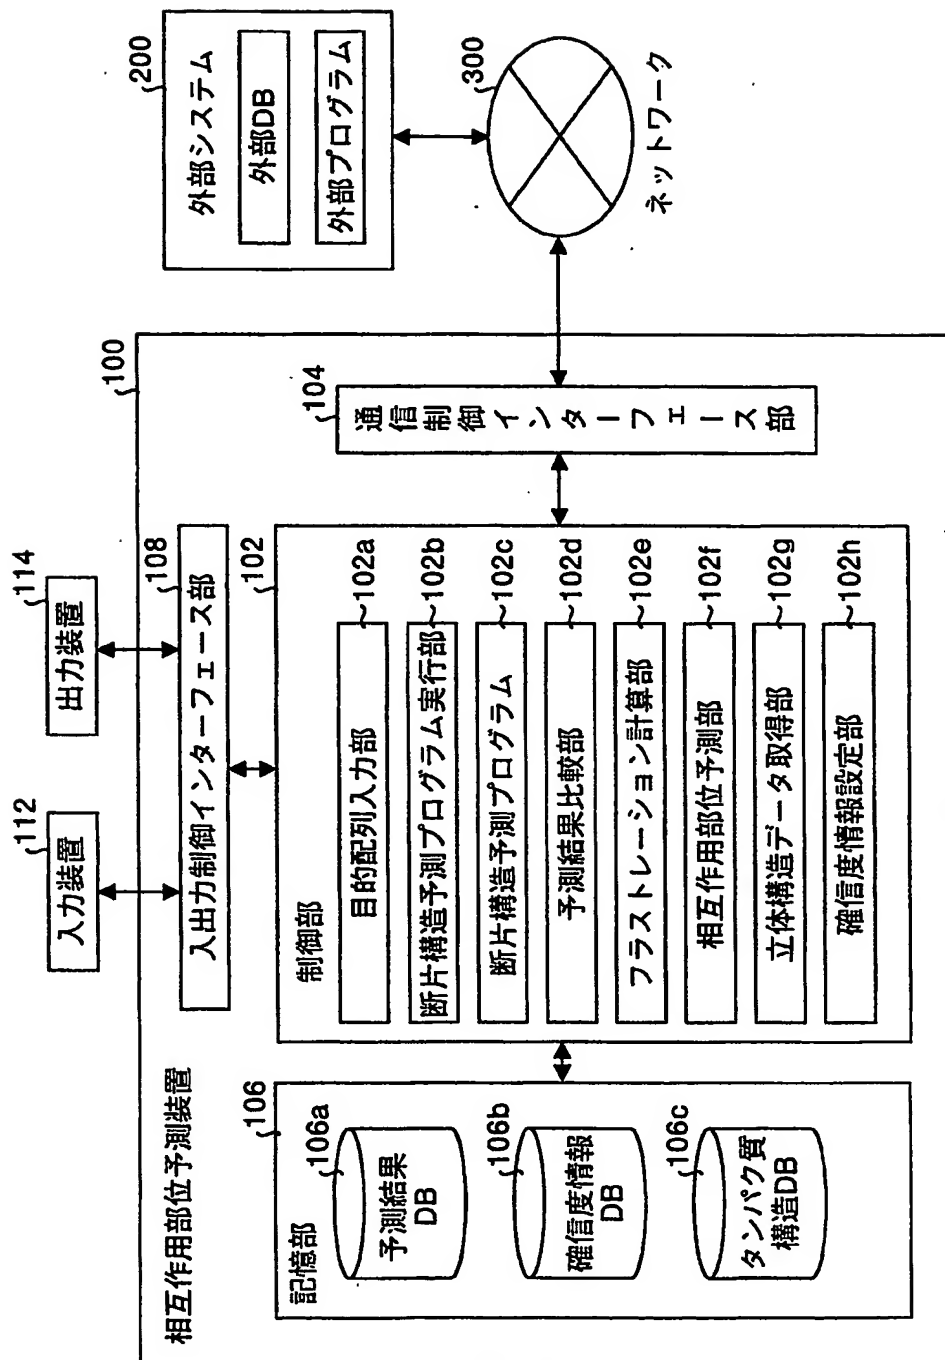 相互作用部位予測装置
100
入力装置
112
出力装置
114
入出力制御インターフェース部
108
制御部
102
目的配列入力部
~102a
断片構造予測プログラム実行部
~102b
断片構造予測プログラム
~102c
予測結果比較部
~102d
フラストレーション計算部
~102e
相互作用部位予測部
~102f
立体構造データ取得部
~102g
確信度情報設定部
~102h
記憶部
106
106a
予測結果
DB
106b
確信度情報
DB
106c
タンパク質
構造DB
104
通信制御インターフェース部
外部システム
200
外部DB
外部プログラム
300
ネットワーク